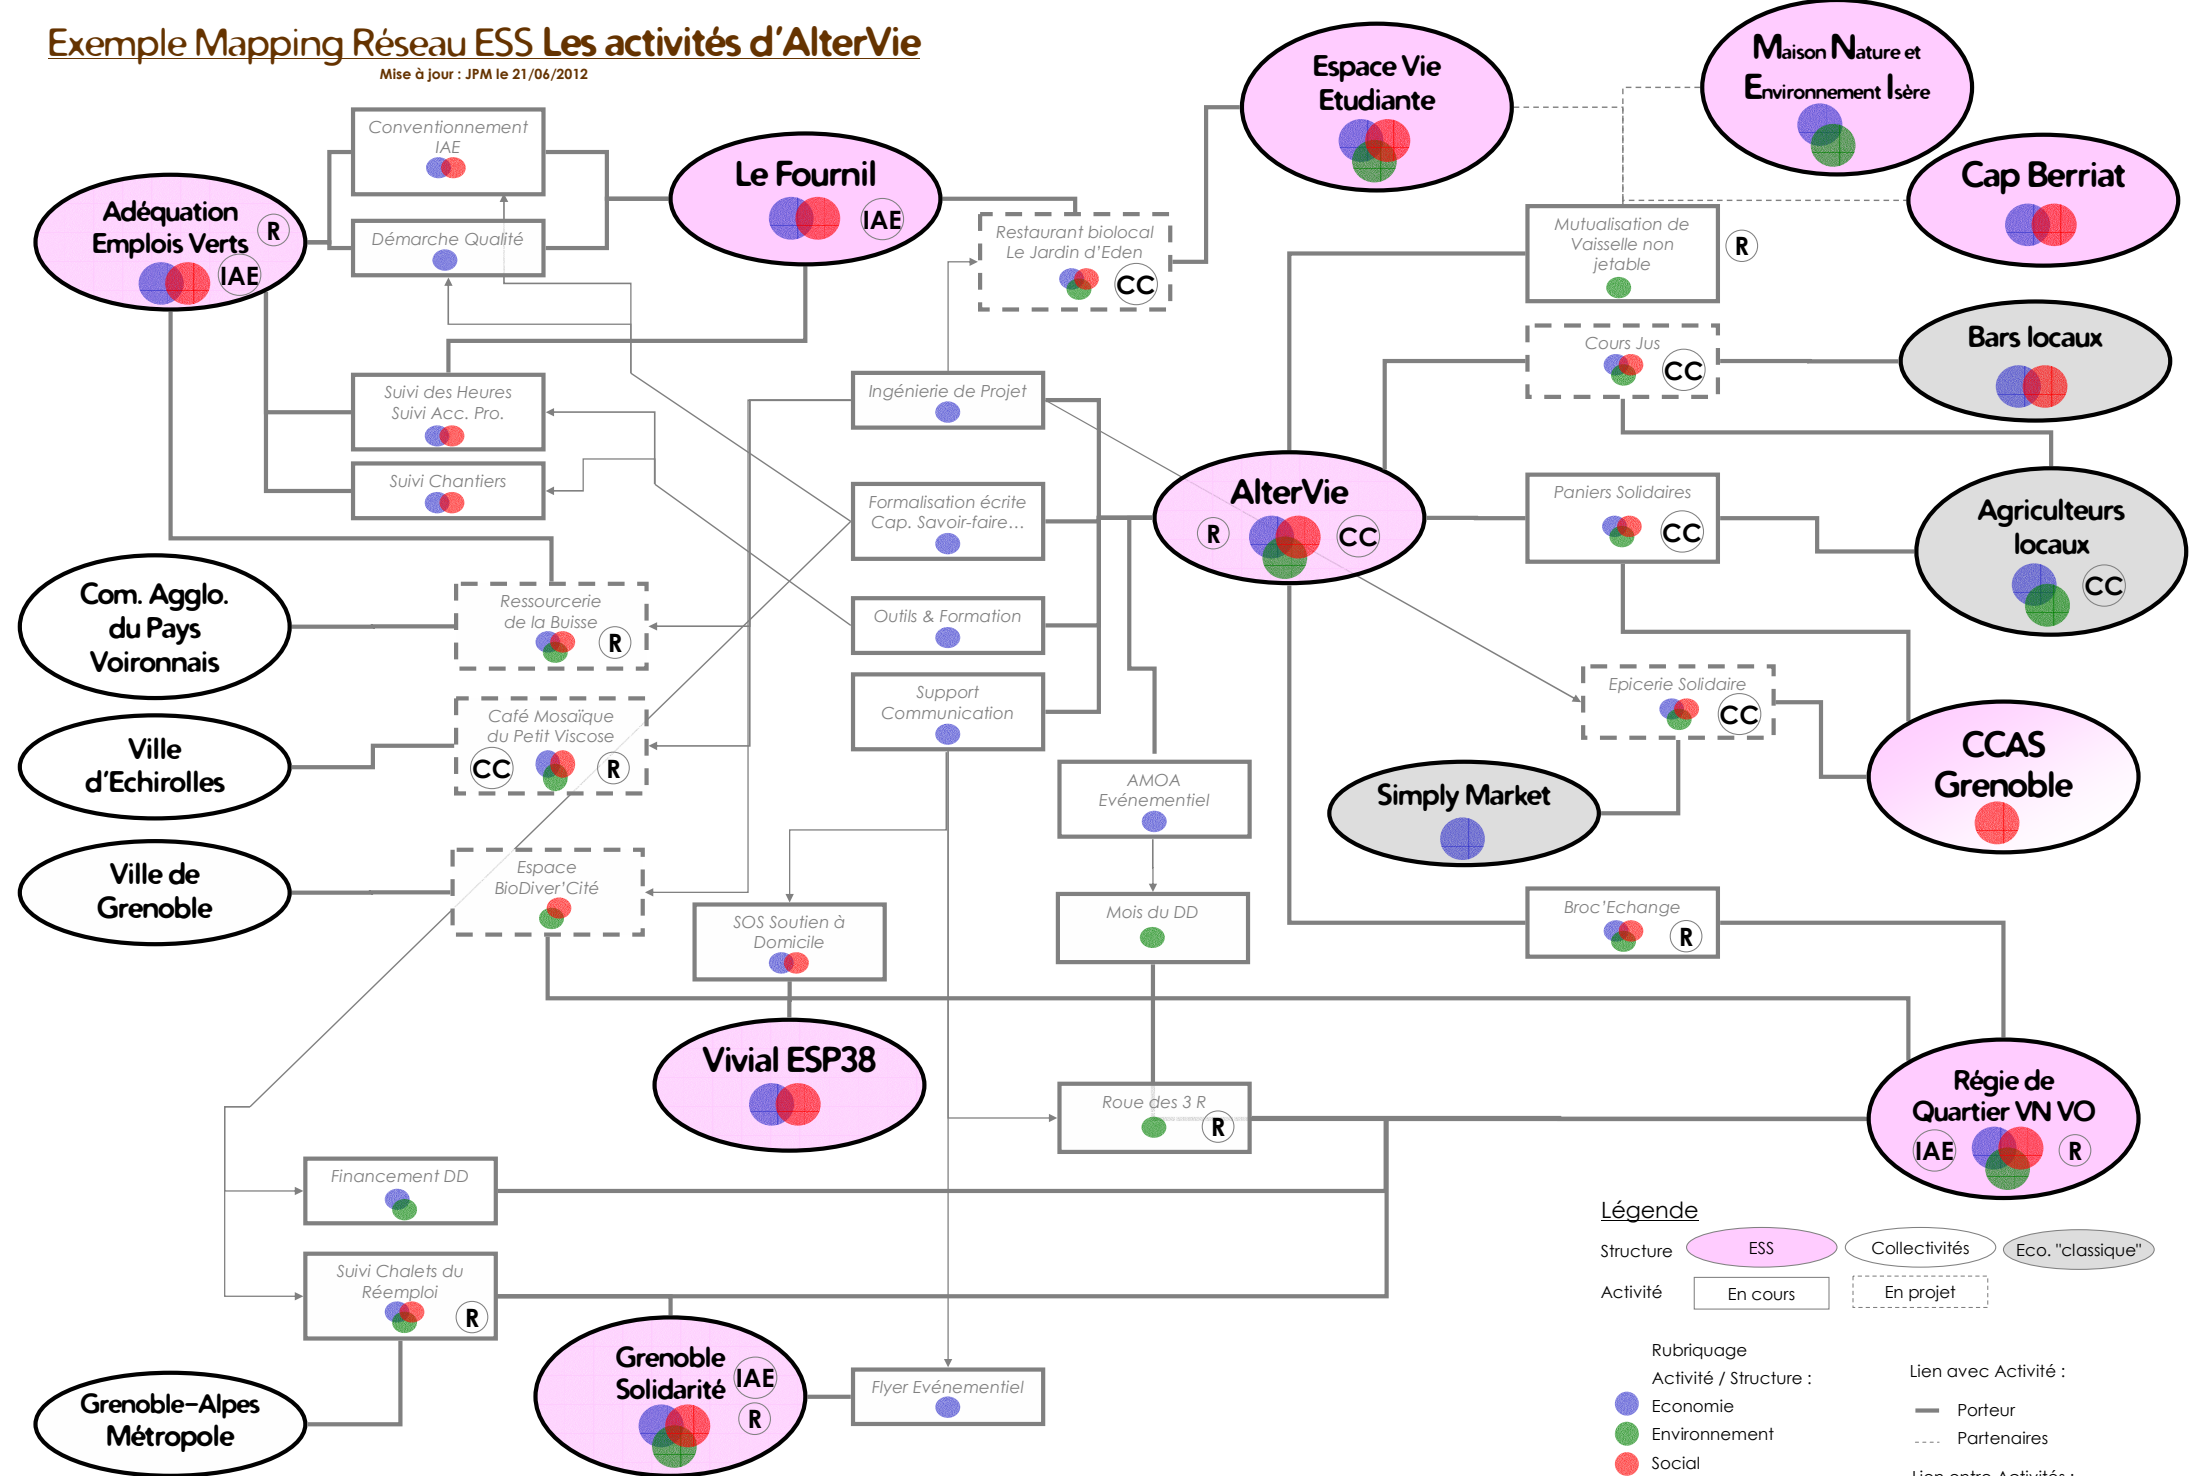 Exemple Mapping Réseau ESS Les activités d'AlterVie
Mise à jour : JPM le 21/06/2012
Conventionnement
IAE
Démarche Qualité
Adéquation
Emplois Verts
R
IAE
Le Fournil
IAE
Espace Vie
Etudiante
Maison Nature et
Environnement Isère
Cap Berriat
Restaurant biolocal
Le Jardin d'Eden
CC
Mutualisation de
Vaisselle non
jetable
R
Cours Jus
CC
Bars locaux
Suivi des Heures
Suivi Acc. Pro.
Suivi Chantiers
Ingénierie de Projet
Formalisation écrite
Cap. Savoir-faire…
Outils & Formation
Support
Communication
AlterVie
R
CC
Paniers Solidaires
CC
Agriculteurs
locaux
CC
Com. Agglo.
du Pays
Voironnais
Ressourcerie
de la Buisse
R
Ville
d'Echirolles
Café Mosaïque
du Petit Viscose
CC
R
Ville de
Grenoble
Espace
BioDiver'Cité
Epicerie Solidaire
CC
CCAS
Grenoble
Simply Market
AMOA
Evénementiel
Mois du DD
SOS Soutien à
Domicile
Broc'Echange
R
Vivial ESP38
Roue des 3 R
R
Régie de
Quartier VN VO
IAE
R
Financement DD
Suivi Chalets du
Réemploi
R
Grenoble-Alpes
Métropole
Grenoble
Solidarité
IAE
R
Flyer Evénementiel
Légende
Structure
ESS
Collectivités
Eco. "classique"
Activité
En cours
En projet
Rubriquage
Activité / Structure :
Economie
Environnement
Social
Lien avec Activité :
Porteur
Partenaires
Lien entre Activités :